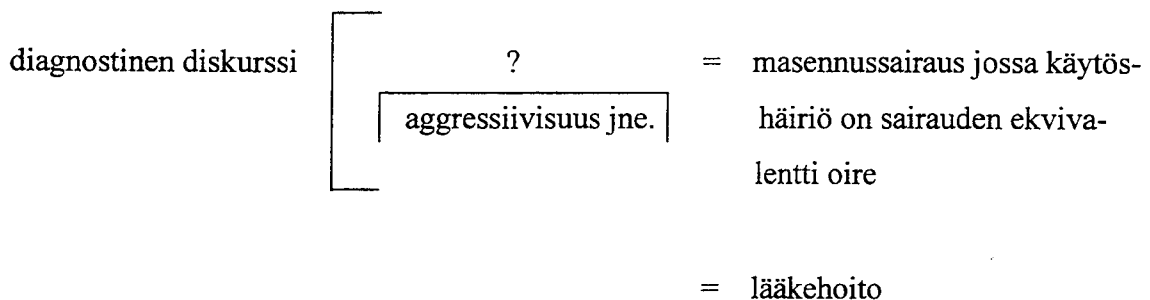 diagnostinen diskurssi ? = masennussairaus jossa käytös-
aggressiivisuus jne. häiriö on sairauden ekviva-
lentti oire
= lääkehoito